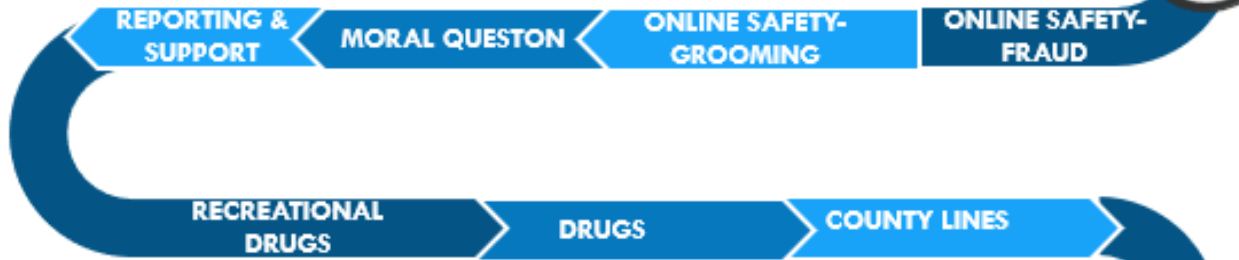 REPORTING &
SUPPORT
MORAL QUESTON
ONLINE SAFETY-
GROOMING
ONLINE SAFETY-
FRAUD
RECREATIONAL
DRUGS
DRUGS
COUNTY LINES